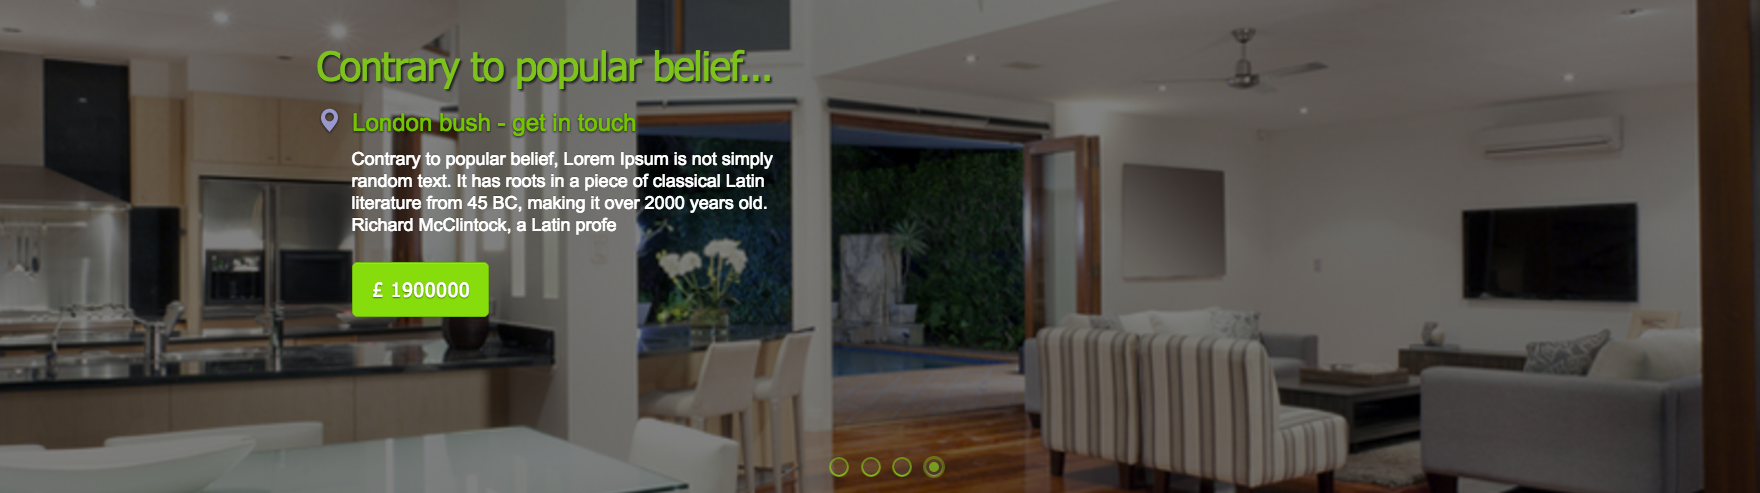 Contrary to popular belief...
London bush - get in touch
Contrary to popular belief, Lorem Ipsum is not simply
random text. It has roots in a piece of classical Latin
literature from 45 BC, making it over 2000 years old.
Richard McClintock, a Latin profe
£ 1900000